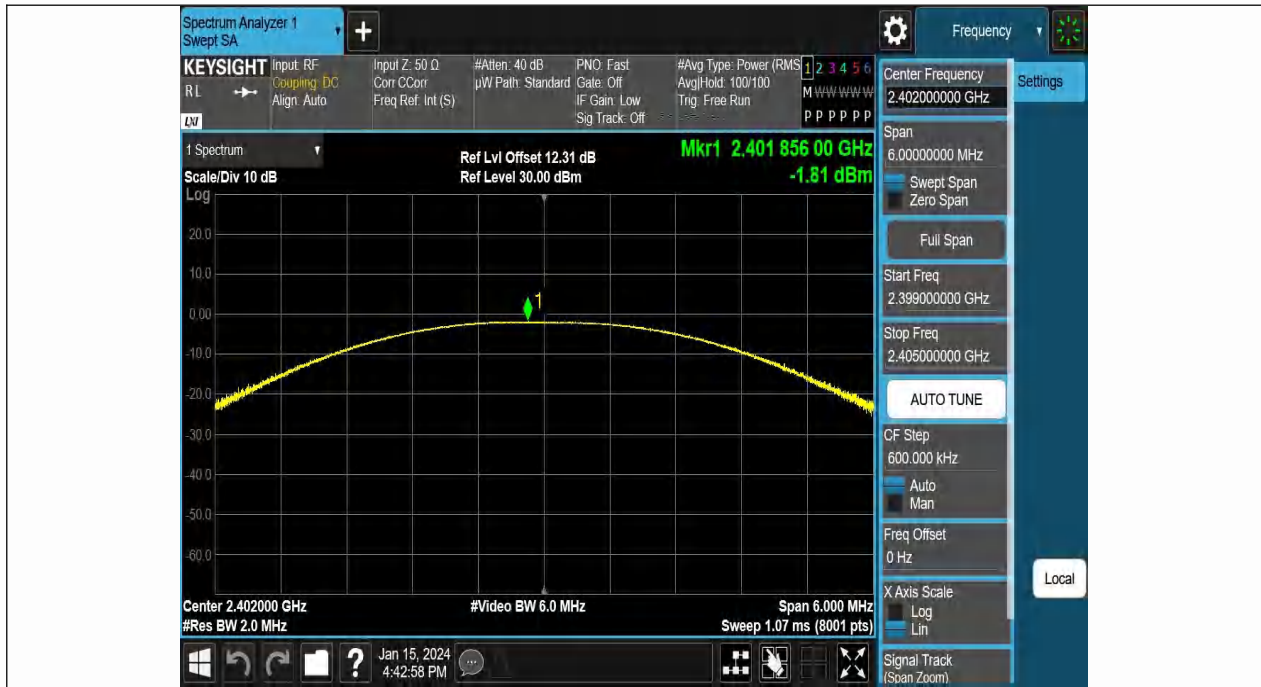 Spectrum Analyzer 1
Swept SA
+
Frequency
KEYSIGHT
RL
LXI
Input: RF
Coupling: DC
Align: Auto
Input Z: 50 Ω
Corr CCorr
Freq Ref: Int (S)
#Atten: 40 dB
µW Path: Standard
PNO: Fast
Gate: Off
IF Gain: Low
Sig Track: Off
#Avg Type: Power (RMS
Avg|Hold: 100/100
Trig: Free Run
1 2 3 4 5 6
M W W W W W
P P P P P P
1 Spectrum
Scale/Div 10 dB
Ref Lvl Offset 12.31 dB
Ref Level 30.00 dBm
Mkr1 2.401 856 00 GHz
-1.81 dBm
Log
20.0
10.0
0.00
-10.0
-20.0
-30.0
-40.0
-50.0
-60.0
1
Center 2.402000 GHz
#Res BW 2.0 MHz
#Video BW 6.0 MHz
Span 6.000 MHz
Sweep 1.07 ms (8001 pts)
?
Jan 15, 2024
4:42:58 PM
Center Frequency
2.402000000 GHz
Settings
Span
6.00000000 MHz
Swept Span
Zero Span
Full Span
Start Freq
2.399000000 GHz
Stop Freq
2.405000000 GHz
AUTO TUNE
CF Step
600.000 kHz
Auto
Man
Freq Offset
0 Hz
X Axis Scale
Log
Lin
Local
Signal Track
(Span Zoom)